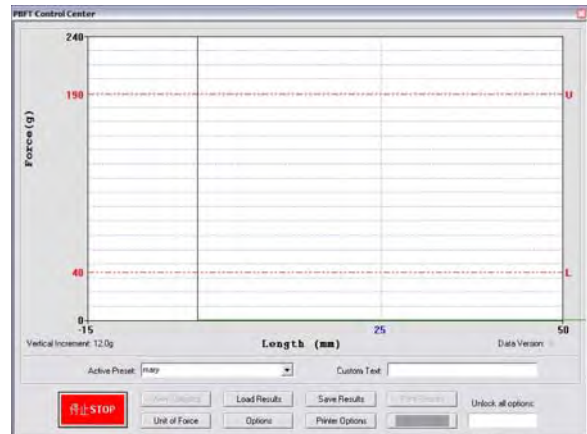 PBFT Control Center
240
190
U
Force(g)
40
L
0
-15
25
50
Vertical Increment: 12.0g
Length (mm)
Data Version:
Active Preset: mary
Custom Text:
停止STOP
Load Results
Save Results
Unlock all options:
Unit of Force
Options
Printer Options